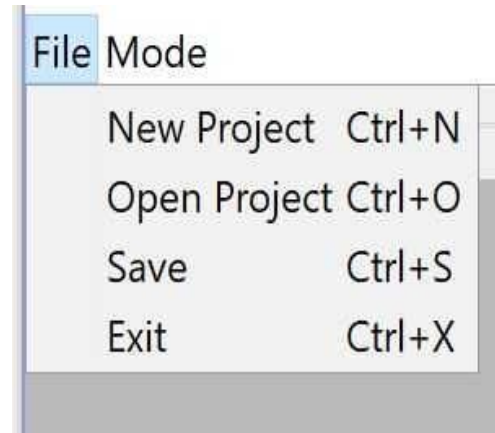 File Mode
New Project Ctrl+N
Open Project Ctrl+O
Save Ctrl+S
Exit Ctrl+X